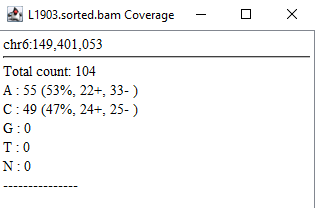 L1903.sorted.bam Coverage
chr6:149,401,053
Total count: 104
A : 55 (53%, 22+, 33- )
C : 49 (47%, 24+, 25- )
G : 0
T : 0
N : 0
---------------